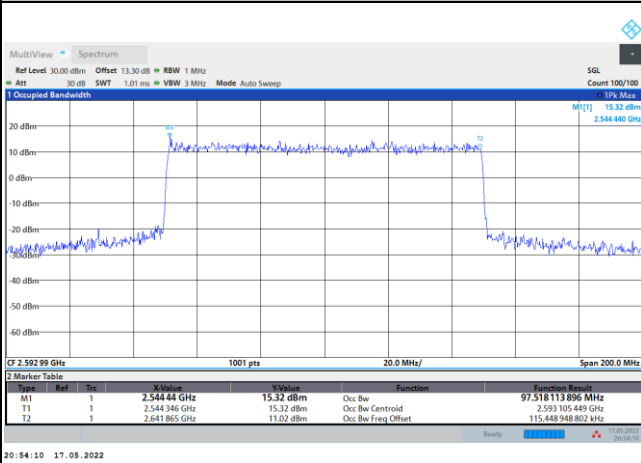 MultiView Spectrum
Ref Level 30.00 dBm Offset 13.30 dB RBW 1 MHz SGL
Att 30 dB SWT 1.01 ms VBW 3 MHz Mode Auto Sweep Count 100/100
1 Occupied Bandwidth 1Pk Max
M1[1] 15.32 dBm
2.544 440 GHz
20 dBm
10 dBm
0 dBm
-10 dBm
-20 dBm
-30 dBm
-40 dBm
-50 dBm
-60 dBm
CF 2.592 99 GHz 1001 pts 20.0 MHz/ Span 200.0 MHz
2 Marker Table
Type Ref Trc X-Value Y-Value Function Function Result
M1 1 2.544 44 GHz 15.32 dBm Occ Bw 97.518 113 896 MHz
T1 1 2.544 346 GHz 15.32 dBm Occ Bw Centroid 2.593 105 449 GHz
T2 1 2.641 865 GHz 11.02 dBm Occ Bw Freq Offset 115.448 948 802 kHz
Ready 17.05.2022
20:54:10
20:54:10 17.05.2022